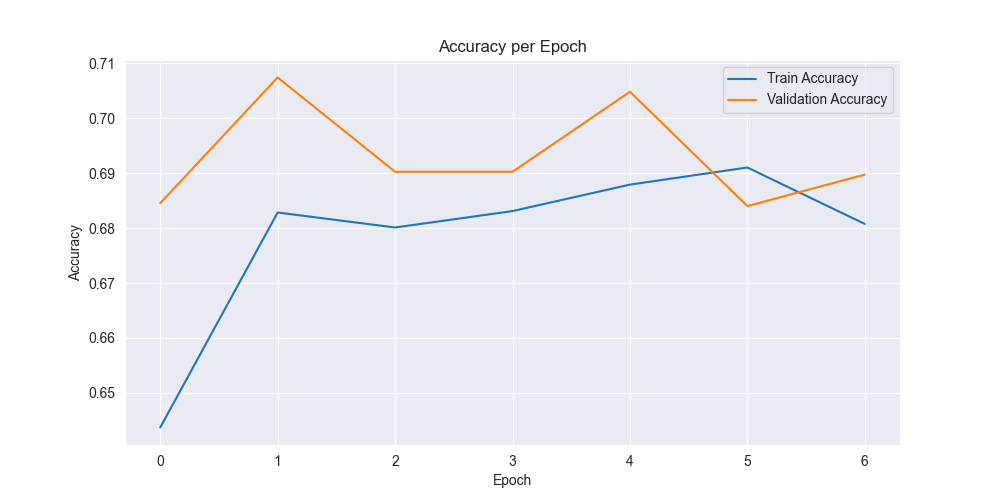 Accuracy per Epoch
Train Accuracy
Validation Accuracy
0.71
0.70
0.69
0.68
0.67
0.66
0.65
Accuracy
0 1 2 3 4 5 6
Epoch